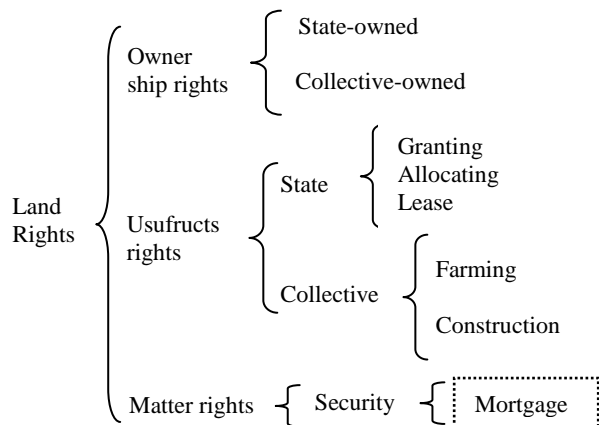 State-owned
Owner
ship rights
Collective-owned
Granting
State
Allocating
Lease
Land
Rights
Usufructs
rights
Farming
Collective
Construction
Matter rights
Security
Mortgage